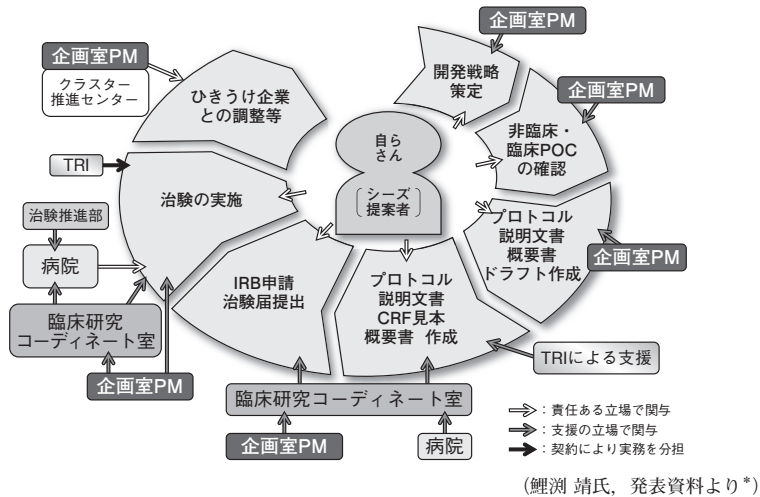 企画室PM
開発戦略
策定
企画室PM
非臨床・
臨床POC
の確認
プロトコル
説明文書
概要書
ドラフト作成
企画室PM
プロトコル
説明文書
CRF見本
概要書 作成
TRIによる支援
臨床研究コーディネート室
企画室PM
病院
IRB申請
治験届提出
治験の実施
TRI
治験推進部
病院
臨床研究
コーディネート室
企画室PM
ひきうけ企業
との調整等
企画室PM
クラスター
推進センター
自ら
さん
〔シーズ
提案者〕
：責任ある立場で関与
：支援の立場で関与
：契約により実務を分担
（鯉渕 靖氏，発表資料より*）